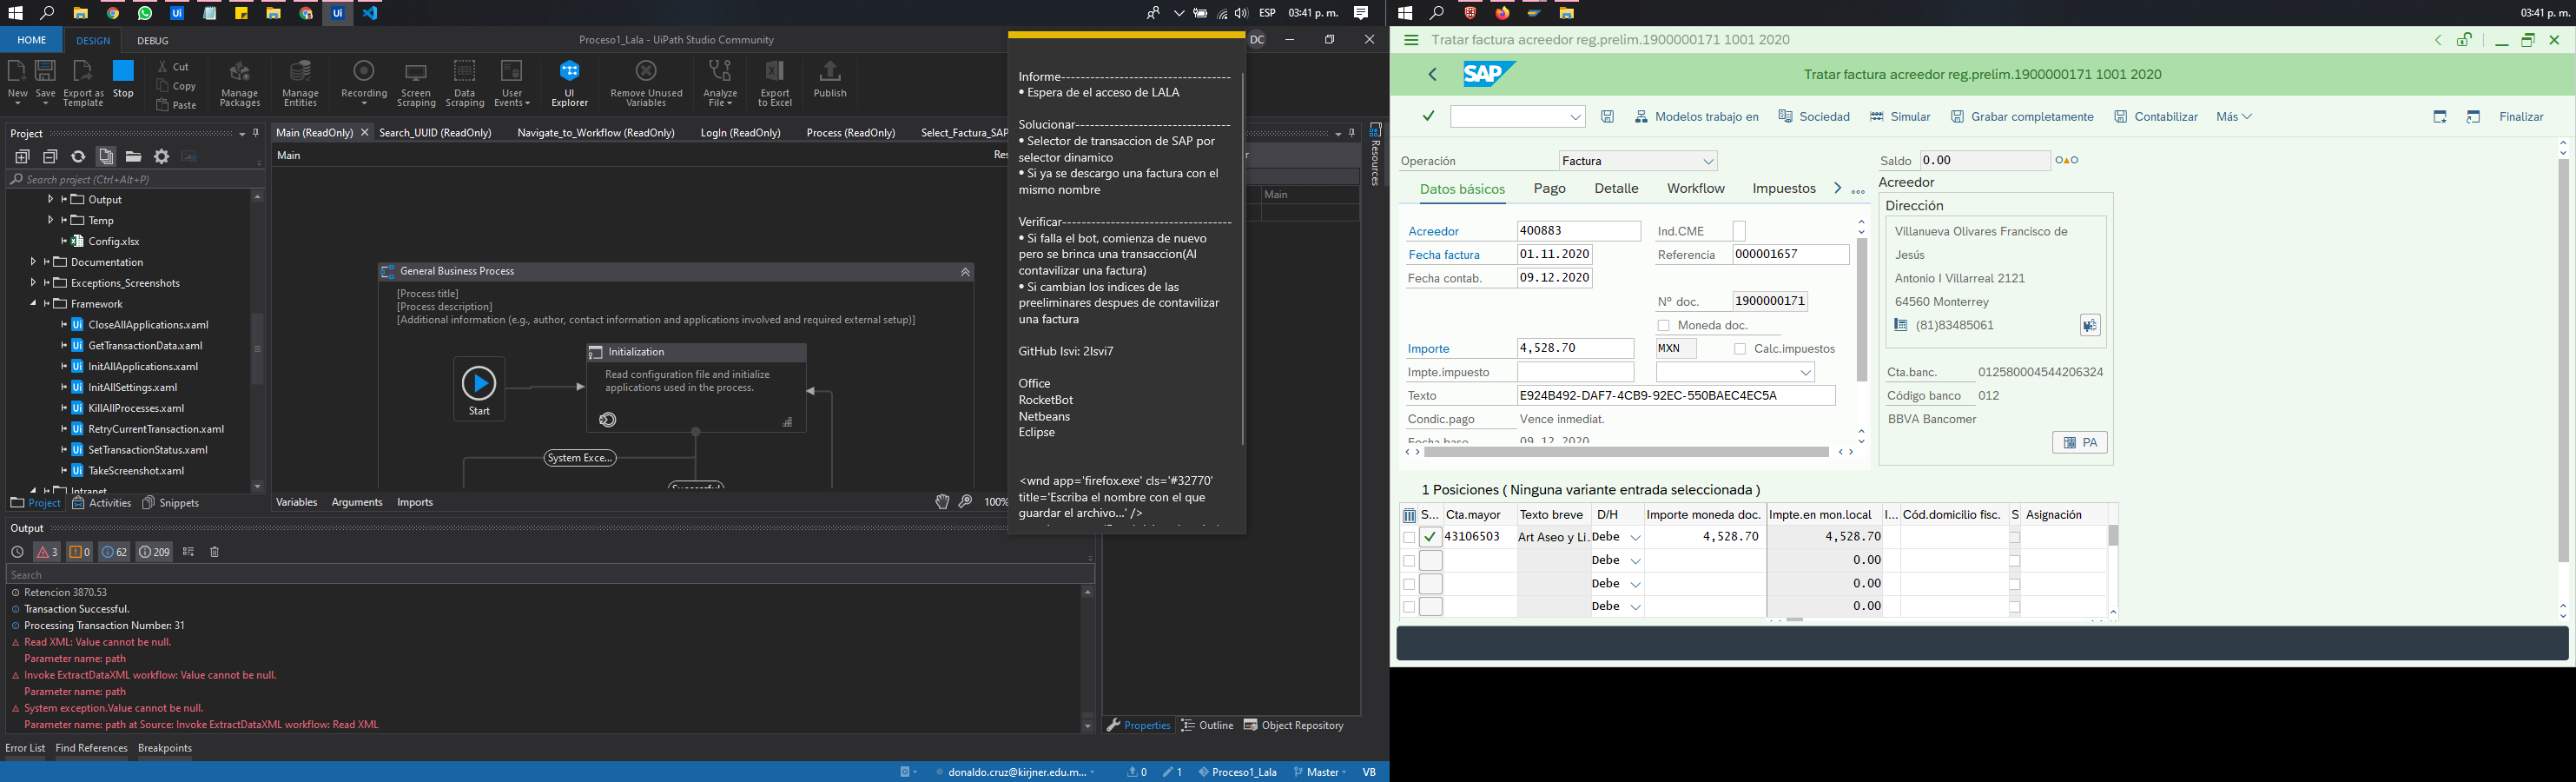 ESP
03:41 p. m.
HOME
DESIGN
DEBUG
Proceso1_Lala - UiPath Studio Community
DC
New
Save
Export as Template
Stop
Cut
Copy
Paste
Manage Packages
Manage Entities
Recording
Screen Scraping
Data Scraping
User Events
UI Explorer
Remove Unused Variables
Analyze File
Export to Excel
Publish
Project
Search project (Ctrl+Alt+P)
Output
Temp
Config.xlsx
Documentation
Exceptions_Screenshots
Framework
CloseAllApplications.xaml
GetTransactionData.xaml
InitAllApplications.xaml
InitAllSettings.xaml
KillAllProcesses.xaml
RetryCurrentTransaction.xaml
SetTransactionStatus.xaml
TakeScreenshot.xaml
Intranet
Project
Activities
Snippets
Main (ReadOnly)
Search_UUID (ReadOnly)
Navigate_to_Workflow (ReadOnly)
LogIn (ReadOnly)
Process (ReadOnly)
Select_Factura_SAP
Main
Res
General Business Process
[Process title]
[Process description]
[Additional information (e.g., author, contact information and applications involved and required external setup)]
Start
Initialization
Read configuration file and initialize
applications used in the process.
System Exce...
Successful
Variables
Arguments
Imports
100%
Informe-----------------------------------
• Espera de el acceso de LALA
Solucionar--------------------------------
• Selector de transaccion de SAP por
selector dinamico
• Si ya se descargo una factura con el
mismo nombre
Verificar-----------------------------------
• Si falla el bot, comienza de nuevo
pero se brinca una transaccion(Al
contavilizar una factura)
• Si cambian los indices de las
preeliminares despues de contavilizar
una factura
GitHub Isvi: 2Isvi7
Office
RocketBot
Netbeans
Eclipse
<wnd app='firefox.exe' cls='#32770'
title='Escriba el nombre con el que
guardar el archivo...' />
Main
Resources
Output
3
0
62
209
Search
Retencion 3870.53
Transaction Successful.
Processing Transaction Number: 31
Read XML: Value cannot be null.
Parameter name: path
Invoke ExtractDataXML workflow: Value cannot be null.
Parameter name: path
System exception.Value cannot be null.
Parameter name: path at Source: Invoke ExtractDataXML workflow: Read XML
Properties
Outline
Object Repository
Error List
Find References
Breakpoints
donaldo.cruz@kirjner.edu.m...
0
1
Proceso1_Lala
Master
VB
03:41 p. m.
Tratar factura acreedor reg.prelim.1900000171 1001 2020
SAP
Tratar factura acreedor reg.prelim.1900000171 1001 2020
Modelos trabajo en
Sociedad
Simular
Grabar completamente
Contabilizar
Más
Finalizar
Operación
Factura
Saldo
0.00
Datos básicos
Pago
Detalle
Workflow
Impuestos
Acreedor
400883
Ind.CME
Fecha factura
01.11.2020
Referencia
000001657
Fecha contab.
09.12.2020
Nº doc.
1900000171
Moneda doc.
Importe
4,528.70
MXN
Calc.impuestos
Impte.impuesto
Texto
E924B492-DAF7-4CB9-92EC-550BAEC4EC5A
Condic.pago
Vence inmediat.
Fecha base
09.12.2020
Acreedor
Dirección
Villanueva Olivares Francisco de
Jesús
Antonio I Villarreal 2121
64560 Monterrey
(81)83485061
Cta.banc.
012580004544206324
Código banco
012
BBVA Bancomer
PA
1 Posiciones ( Ninguna variante entrada seleccionada )
S...
Cta.mayor
Texto breve
D/H
Importe moneda doc.
Impte.en mon.local
I...
Cód.domicilio fisc.
S
Asignación
43106503
Art Aseo y Li.
Debe
4,528.70
4,528.70
Debe
0.00
Debe
0.00
Debe
0.00